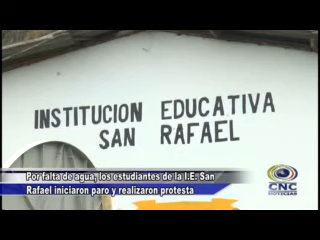 INSTITUCION EDUCATIVA
SAN RAFAEL
Por falta de agua, los estudiantes de la I.E. San
Rafael iniciaron paro y realizaron protesta
CNC
NOTICIAS